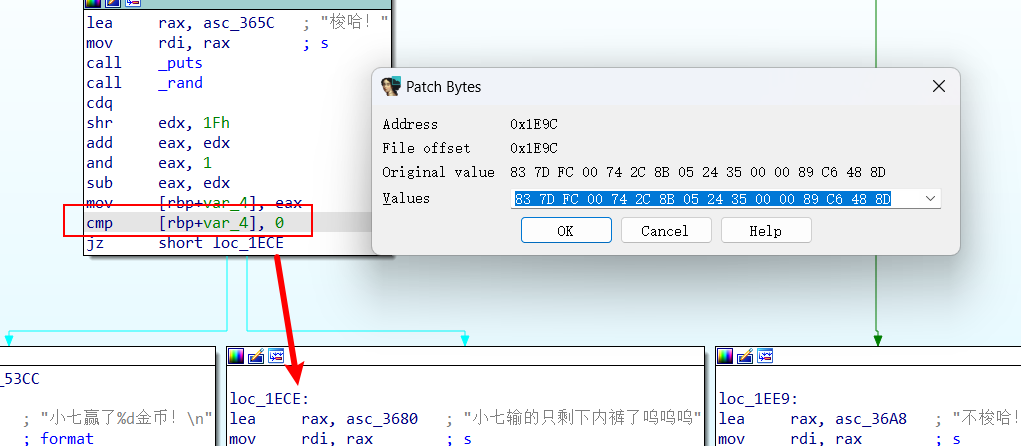 lea rax, asc_365C ; "梭哈！"
mov rdi, rax ; s
call _puts
call _rand
cdq
shr edx, 1Fh
add eax, edx
and eax, 1
sub eax, edx
mov [rbp+var_4], eax
cmp [rbp+var_4], 0
jz short loc_1ECE
Patch Bytes
Address 0x1E9C
File offset 0x1E9C
Original value 83 7D FC 00 74 2C 8B 05 24 35 00 00 89 C6 48 8D
Values 83 7D FC 00 74 2C 8B 05 24 35 00 00 89 C6 48 8D
OK Cancel Help
_53CC
; "小七赢了%d金币！\n"
; format
loc_1ECE:
lea rax, asc_3680 ; "小七输的只剩下内裤了呜呜呜"
mov rdi, rax ; s
loc_1EE9:
lea rax, asc_36A8 ; "不梭哈！
mov rdi, rax ; s